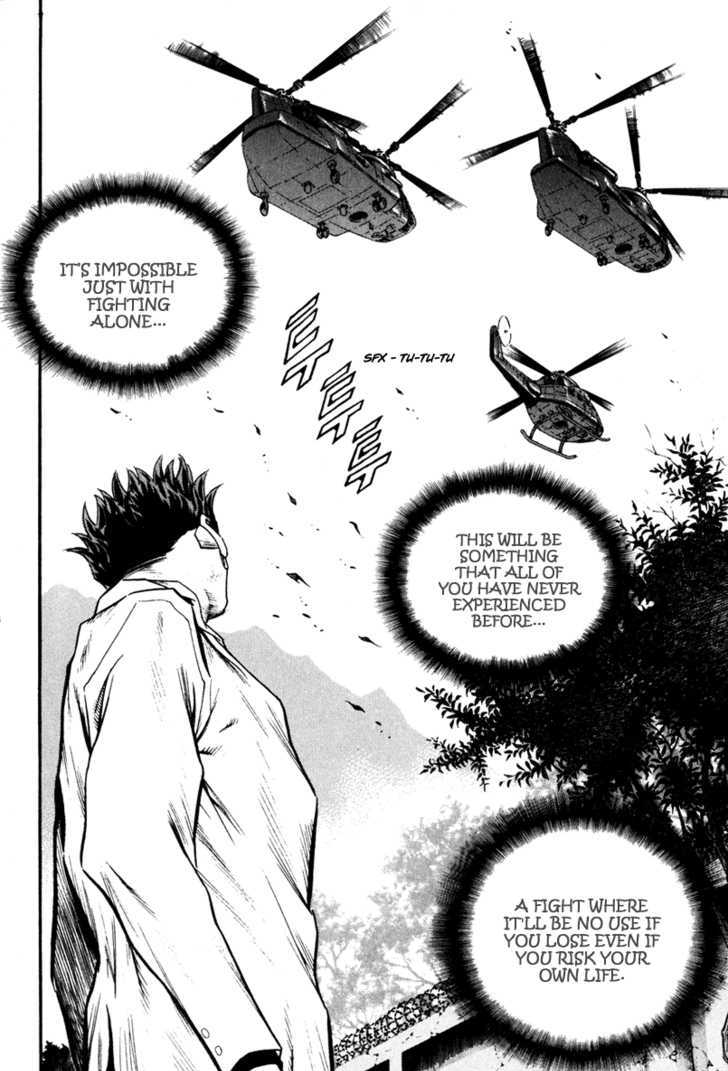 IT'S IMPOSSIBLE
JUST WITH
FIGHTING
ALONE...
SFX - TU-TU-TU
THIS WILL BE
SOMETHING
THAT ALL OF
YOU HAVE NEVER
EXPERIENCED
BEFORE...
A FIGHT WHERE
IT'LL BE NO USE IF
YOU LOSE EVEN IF
YOU RISK YOUR
OWN LIFE.